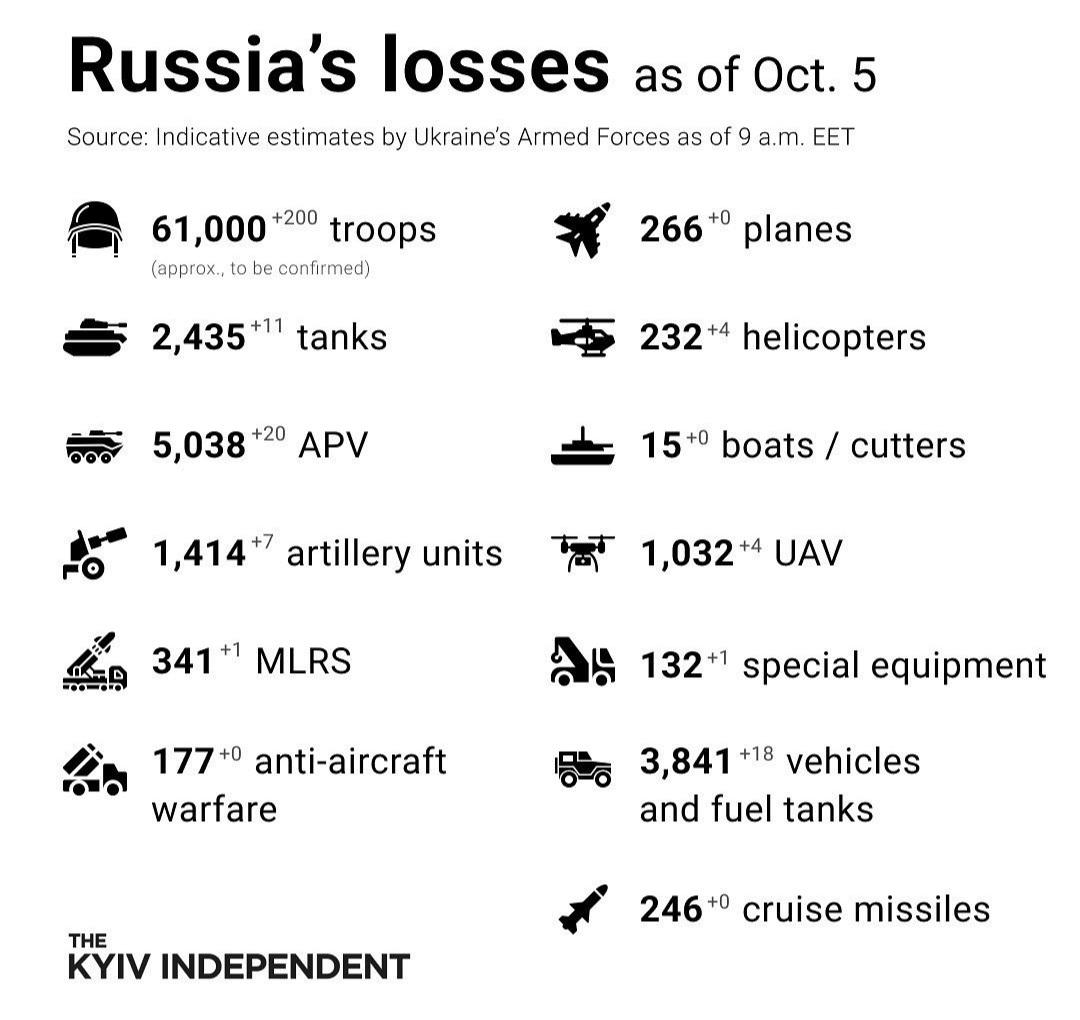 Russia’s losses as of Oct. 5
Source: Indicative estimates by Ukraine’s Armed Forces as of 9 a.m. EET
61,000 +200 troops
(approx., to be confirmed)
2,435 +11 tanks
5,038 +20 APV
1,414 +7 artillery units
341 +1 MLRS
177 +0 anti-aircraft
warfare
266 +0 planes
232 +4 helicopters
15 +0 boats / cutters
1,032 +4 UAV
132 +1 special equipment
3,841 +18 vehicles
and fuel tanks
246 +0 cruise missiles
THE
KYIV INDEPENDENT